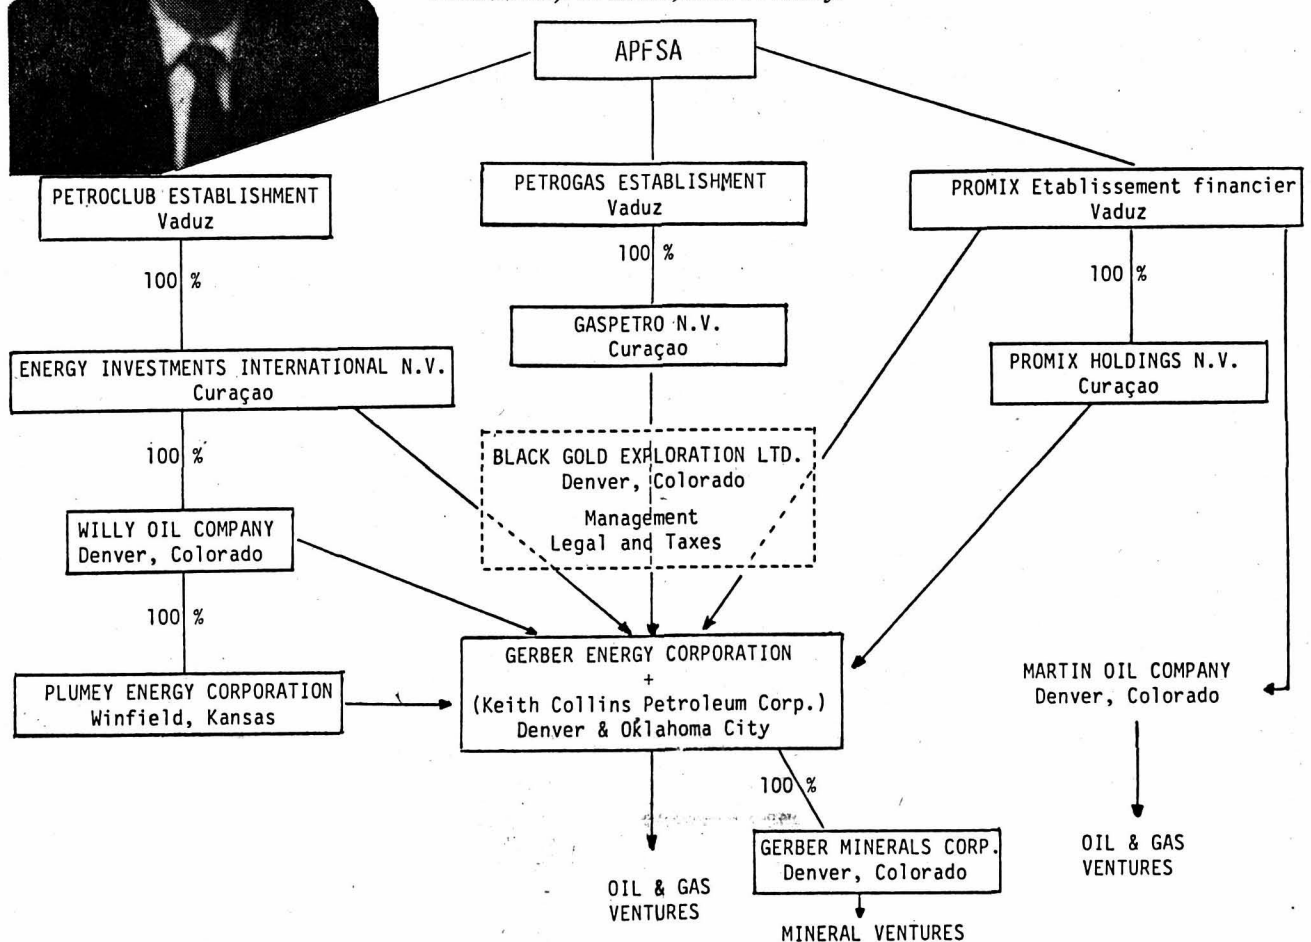 APFSA
PETROCLUB ESTABLISHMENT
Vaduz
PETROGAS ESTABLISHMENT
Vaduz
PROMIX Etablissement financier
Vaduz
100 %
100 %
100 %
GASPETRO N.V.
Curaçao
ENERGY INVESTMENTS INTERNATIONAL N.V.
Curaçao
PROMIX HOLDINGS N.V.
Curaçao
100 %
BLACK GOLD EXPLORATION LTD.
Denver, Colorado
Management
Legal and Taxes
WILLY OIL COMPANY
Denver, Colorado
100 %
PLUMEY ENERGY CORPORATION
Winfield, Kansas
GERBER ENERGY CORPORATION
+
(Keith Collins Petroleum Corp.)
Denver & Oklahoma City
MARTIN OIL COMPANY
Denver, Colorado
100 %
GERBER MINERALS CORP.
Denver, Colorado
OIL & GAS
VENTURES
OIL & GAS
VENTURES
MINERAL VENTURES